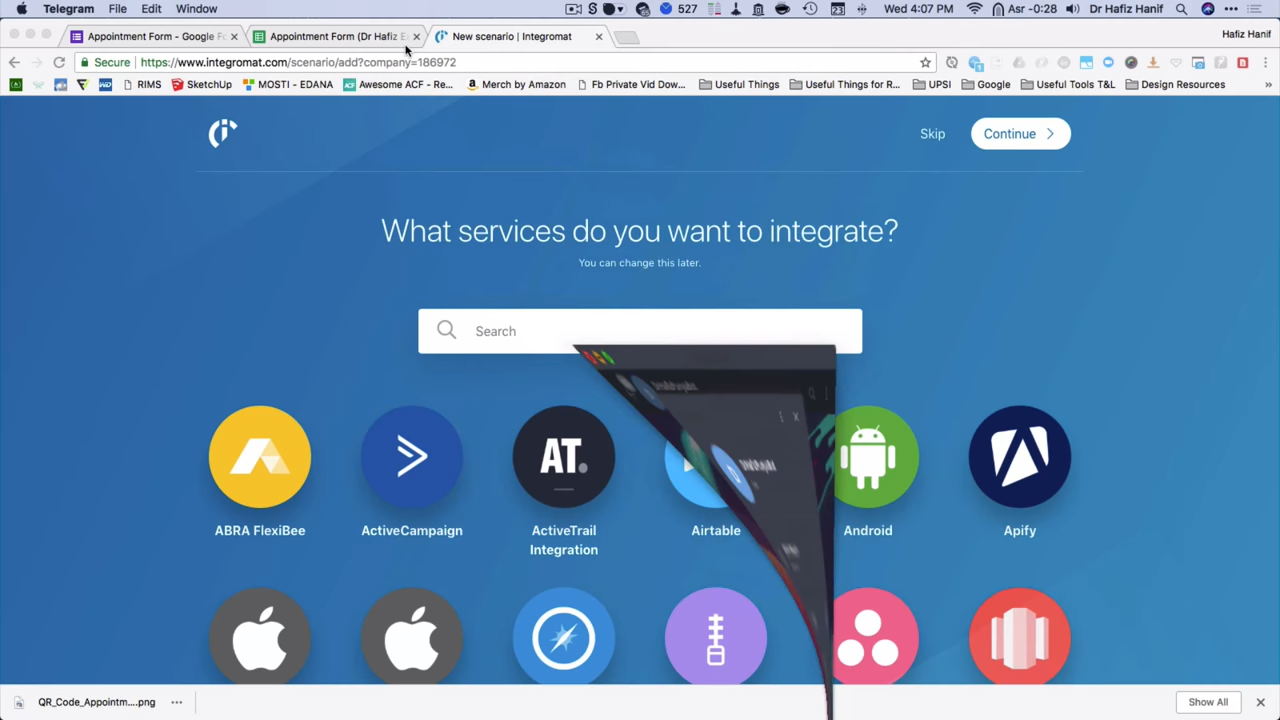 Telegram File Edit Window 527 23 Wed 4:07 PM Asr -0:28 Dr Hafiz Hanif
Appointment Form - Google Fo Appointment Form (Dr Hafiz E New scenario | Integromat Hafiz Hanif
Secure https://www.integromat.com/scenario/add?company=186972
RIMS SketchUp MOSTI - EDANA Awesome ACF - Re... Merch by Amazon Fb Private Vid Dow... Useful Things Useful Things for R... UPSI Google Useful Tools T&L Design Resources »
Skip Continue
What services do you want to integrate?
You can change this later.
Search
AT.
ABRA FlexiBee ActiveCampaign ActiveTrail Integration Airtable Android Apify
QR_Code_Appointm....png Show All